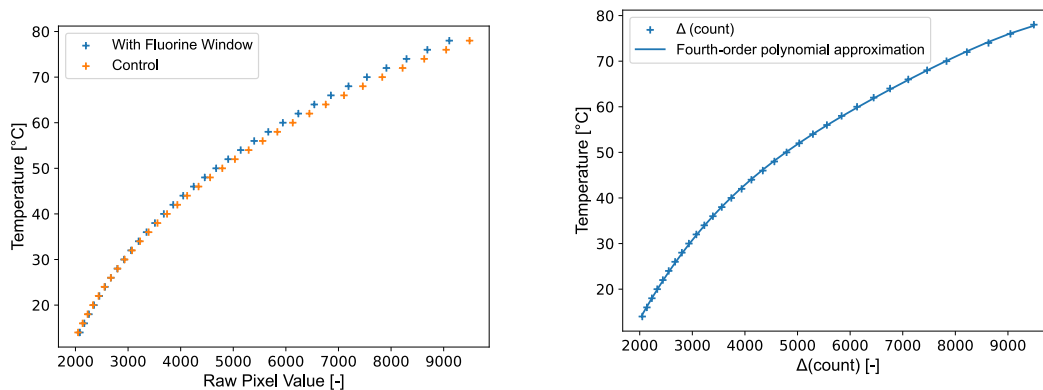 With Fluorine Window
Control
80
70
60
50
40
30
20
Temperature [°C]
2000 3000 4000 5000 6000 7000 8000 9000
Raw Pixel Value [-]
Δ (count)
Fourth-order polynomial approximation
80
70
60
50
40
30
20
Temperature [°C]
2000 3000 4000 5000 6000 7000 8000 9000
Δ(count) [-]